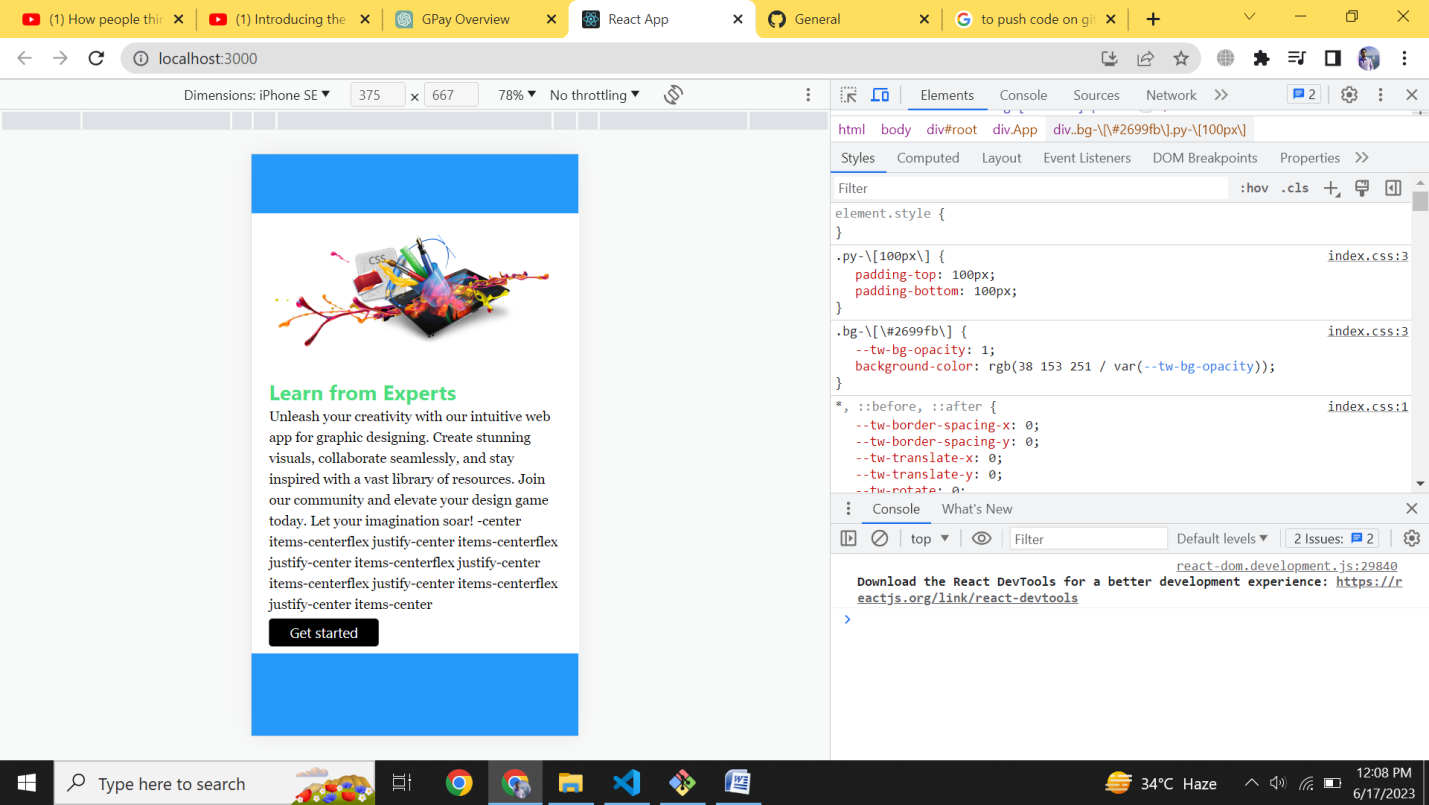 (1) How people thin
(1) Introducing the
GPay Overview
React App
General
to push code on git
localhost:3000
Dimensions: iPhone SE
375 × 667
78%
No throttling
Elements Console Sources Network 2
html body div#root div.App div..bg-\[\#2699fb\].py-\[100px\]
Styles Computed Layout Event Listeners DOM Breakpoints Properties
Filter :hov .cls
element.style {
}
.py-\[100px\] { index.css:3
padding-top: 100px;
padding-bottom: 100px;
}
.bg-\[\#2699fb\] { index.css:3
--tw-bg-opacity: 1;
background-color: rgb(38 153 251 / var(--tw-bg-opacity));
}
*, ::before, ::after { index.css:1
--tw-border-spacing-x: 0;
--tw-border-spacing-y: 0;
--tw-translate-x: 0;
--tw-translate-y: 0;
--tw-rotate: 0;
Console What's New
top Filter Default levels 2 Issues: 2
react-dom.development.js:29840
Download the React DevTools for a better development experience: https://r
eactjs.org/link/react-devtools
CSS
Learn from Experts
Unleash your creativity with our intuitive web
app for graphic designing. Create stunning
visuals, collaborate seamlessly, and stay
inspired with a vast library of resources. Join
our community and elevate your design game
today. Let your imagination soar! -center
items-centerflex justify-center items-centerflex
justify-center items-centerflex justify-center
items-centerflex justify-center items-centerflex
justify-center items-center
Get started
Type here to search
34°C Haze
12:08 PM
6/17/2023